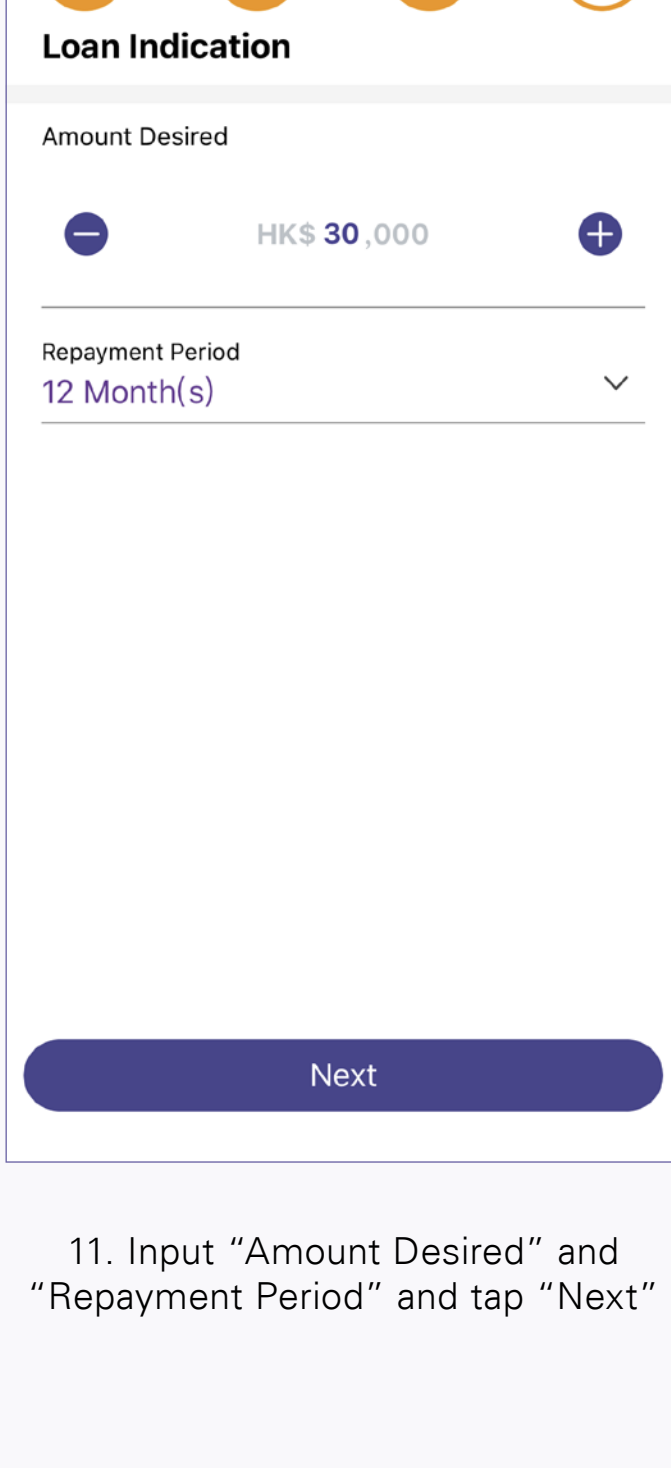 Loan Indication
Amount Desired
HK$ 30,000
Repayment Period
12 Month(s)
Next
11. Input “Amount Desired” and
“Repayment Period” and tap “Next”